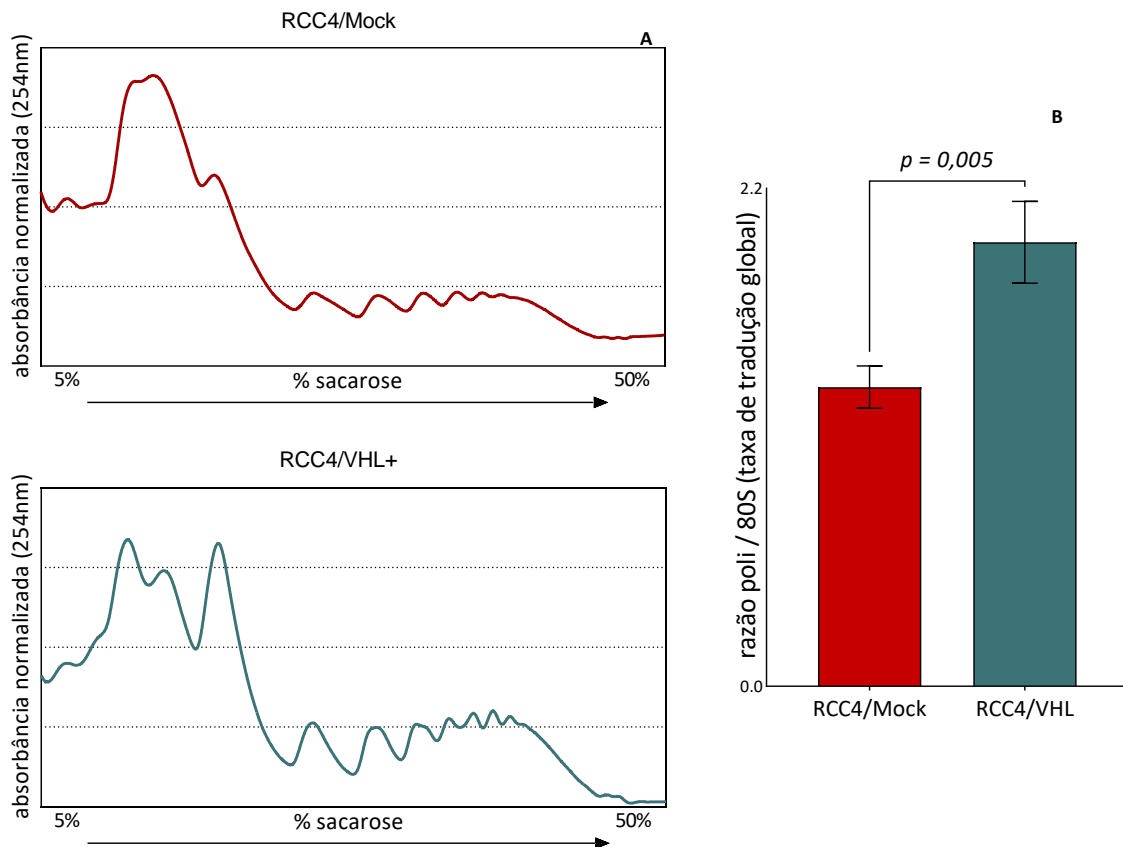 RCC4/Mock
A
absorbância normalizada (254nm)
5%
% sacarose
50%
RCC4/VHL+
absorbância normalizada (254nm)
5%
% sacarose
50%
B
p = 0,005
2.2
razão poli / 80S (taxa de tradução global)
0.0
RCC4/Mock
RCC4/VHL